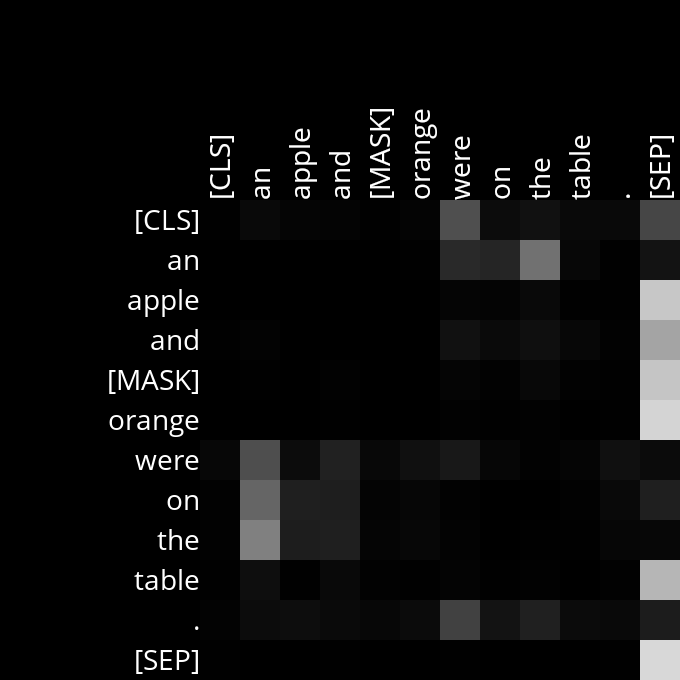 [CLS] an apple and [MASK] orange were on the table . [SEP]
[CLS]
an
apple
and
[MASK]
orange
were
on
the
table
.
[SEP]